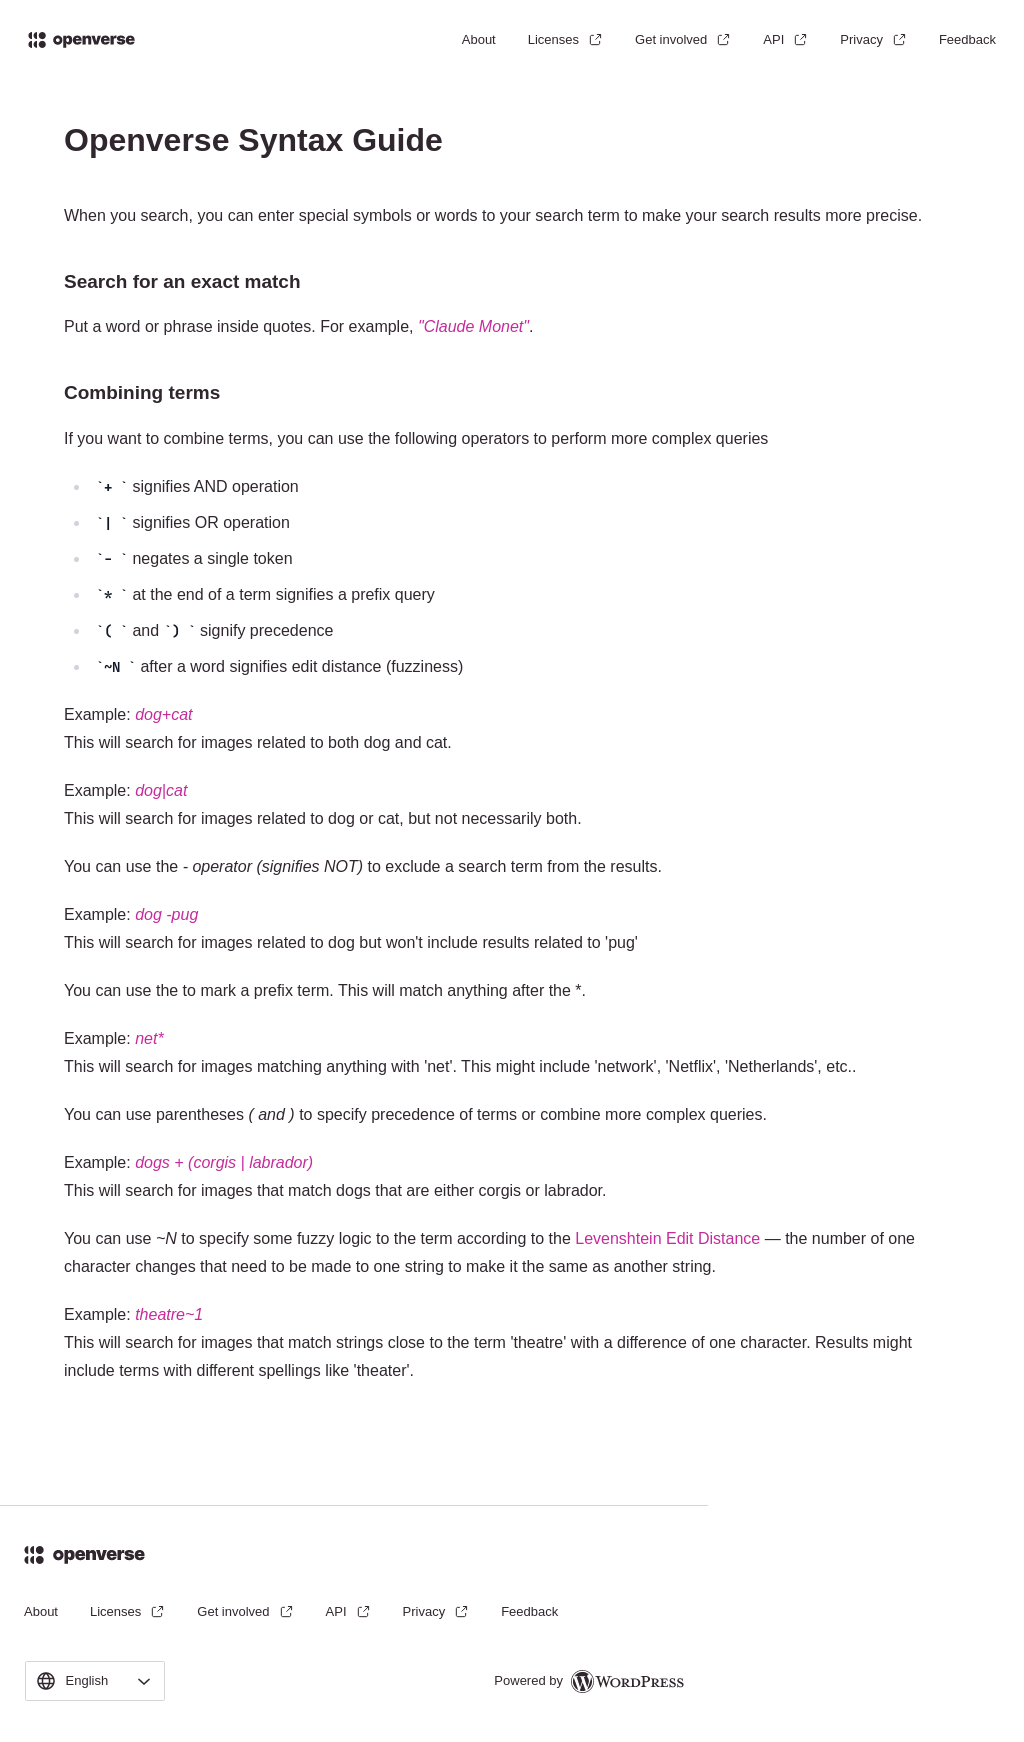 openverse About Licenses Get involved API Privacy Feedback
Openverse Syntax Guide
When you search, you can enter special symbols or words to your search term to make your search results more precise.
Search for an exact match
Put a word or phrase inside quotes. For example, "Claude Monet".
Combining terms
If you want to combine terms, you can use the following operators to perform more complex queries
`+ ` signifies AND operation
`| ` signifies OR operation
`- ` negates a single token
`* ` at the end of a term signifies a prefix query
`( ` and `) ` signify precedence
`~N ` after a word signifies edit distance (fuzziness)
Example: dog+cat
This will search for images related to both dog and cat.
Example: dog|cat
This will search for images related to dog or cat, but not necessarily both.
You can use the - operator (signifies NOT) to exclude a search term from the results.
Example: dog -pug
This will search for images related to dog but won't include results related to 'pug'
You can use the to mark a prefix term. This will match anything after the *.
Example: net*
This will search for images matching anything with 'net'. This might include 'network', 'Netflix', 'Netherlands', etc..
You can use parentheses ( and ) to specify precedence of terms or combine more complex queries.
Example: dogs + (corgis | labrador)
This will search for images that match dogs that are either corgis or labrador.
You can use ~N to specify some fuzzy logic to the term according to the Levenshtein Edit Distance — the number of one
character changes that need to be made to one string to make it the same as another string.
Example: theatre~1
This will search for images that match strings close to the term 'theatre' with a difference of one character. Results might
include terms with different spellings like 'theater'.
openverse
About Licenses Get involved API Privacy Feedback
English Powered by WORDPRESS